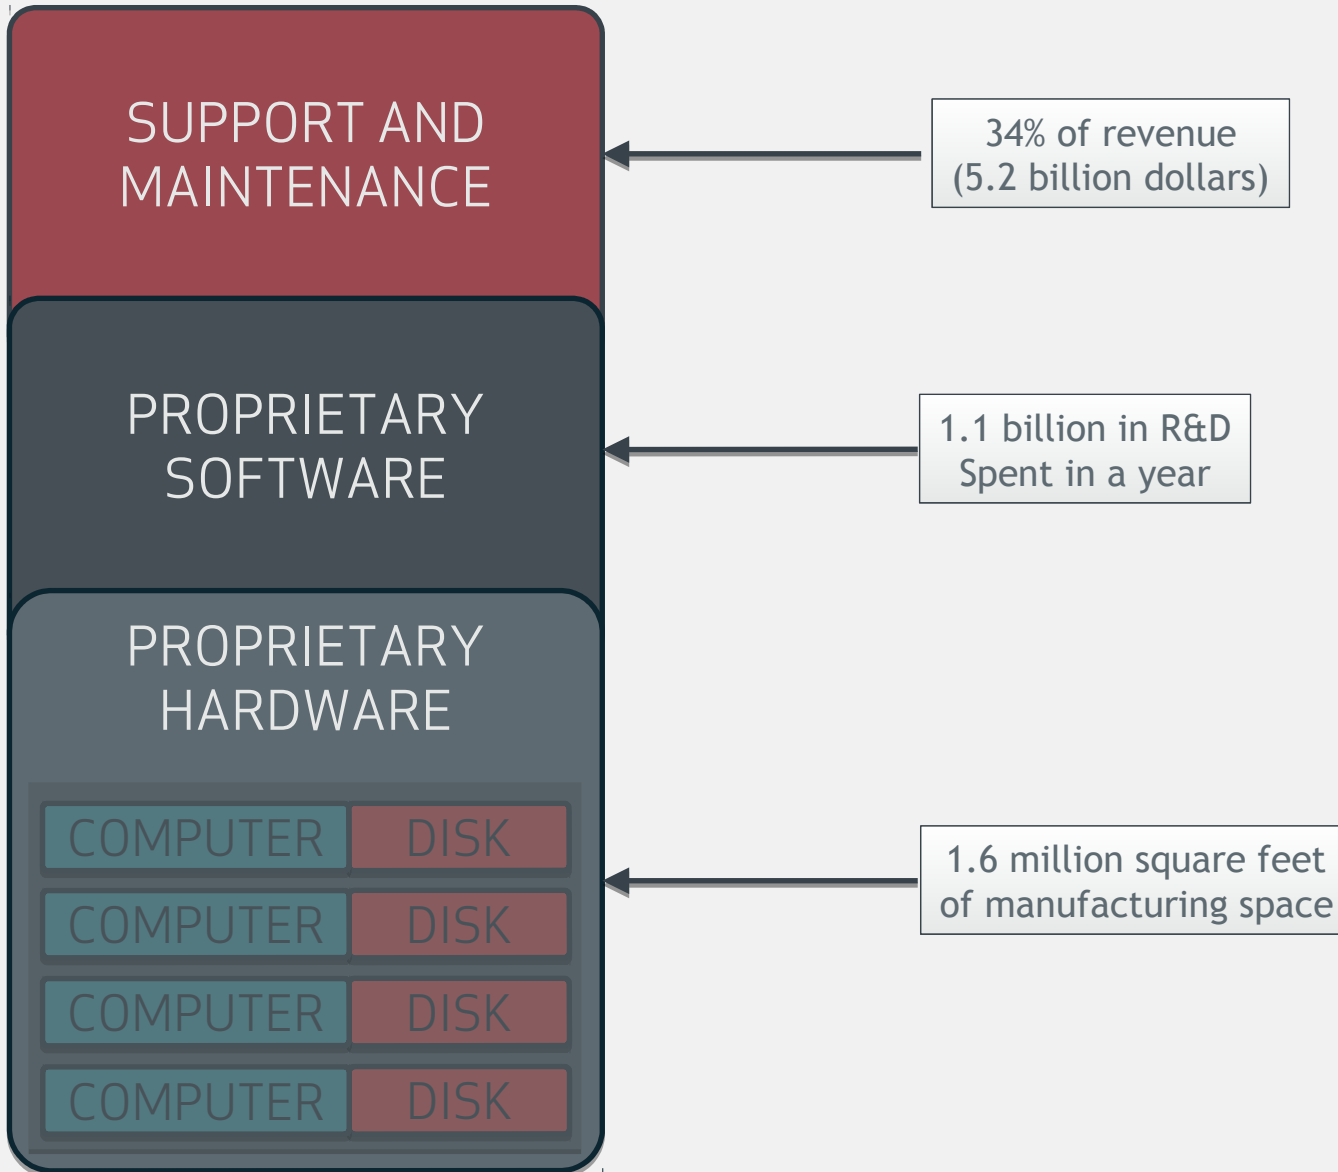 SUPPORT AND
MAINTENANCE
34% of revenue
(5.2 billion dollars)
PROPRIETARY
SOFTWARE
1.1 billion in R&D
Spent in a year
PROPRIETARY
HARDWARE
COMPUTER DISK
COMPUTER DISK
COMPUTER DISK
COMPUTER DISK
1.6 million square feet
of manufacturing space